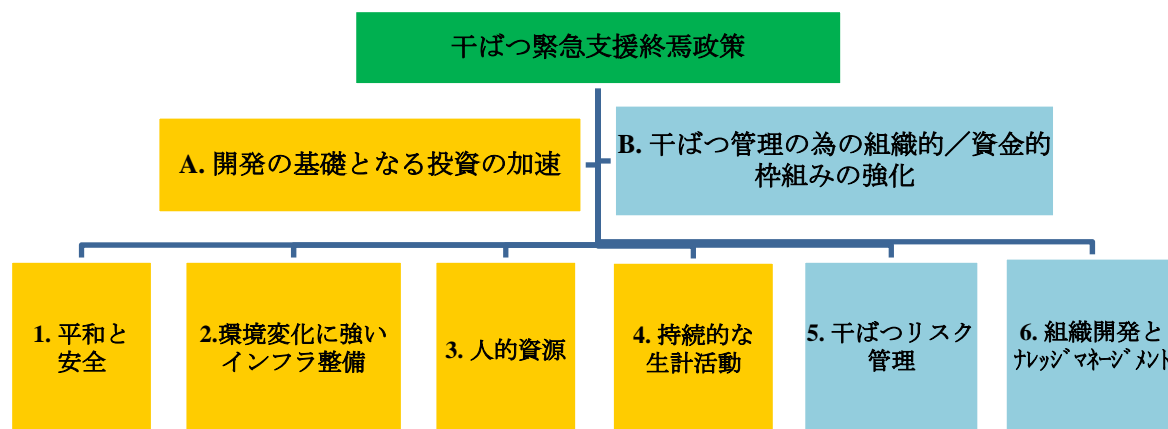 干ばつ緊急支援終焉政策
A. 開発の基礎となる投資の加速
B. 干ばつ管理の為の組織的／資金的
枠組みの強化
1. 平和と
安全
2.環境変化に強い
インフラ整備
3. 人的資源
4. 持続的な
生計活動
5. 干ばつリスク
管理
6. 組織開発と
ﾅﾚｯｼﾞﾏﾈｰｼﾞﾒﾝﾄ